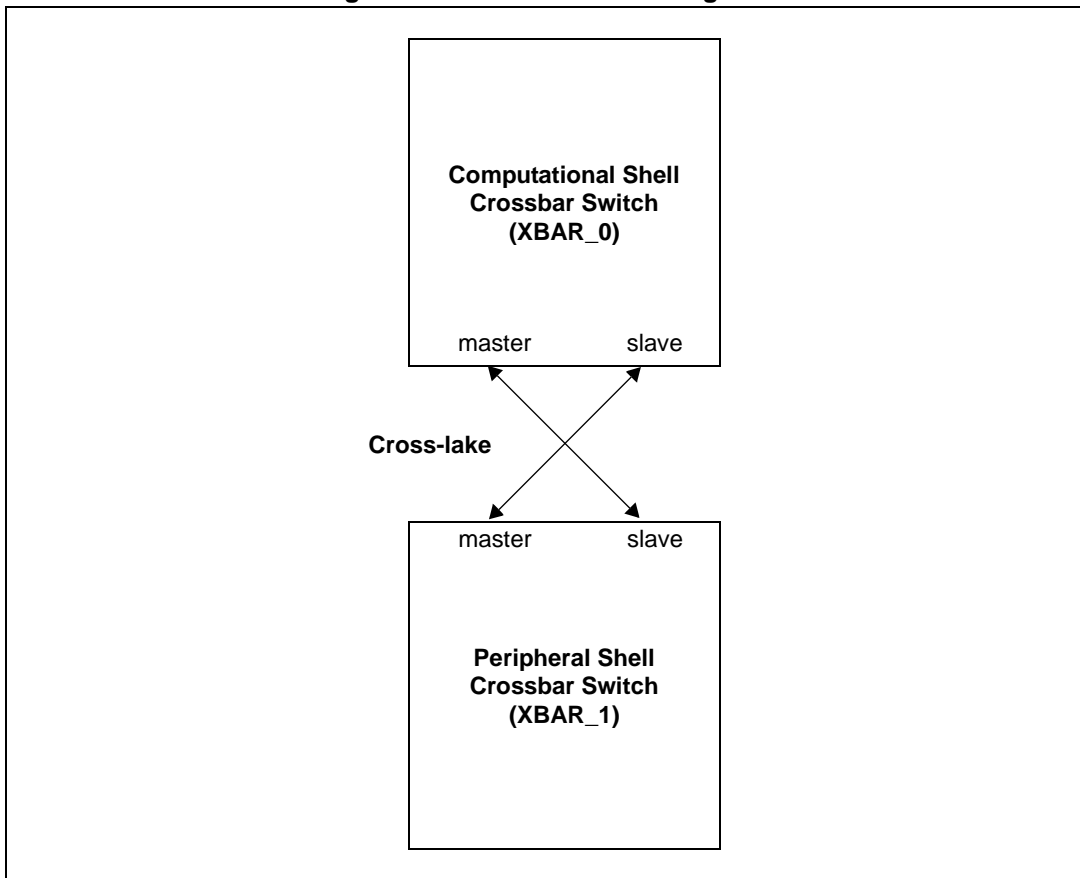 Computational Shell
Crossbar Switch
(XBAR_0)
master slave
Cross-lake
master slave
Peripheral Shell
Crossbar Switch
(XBAR_1)